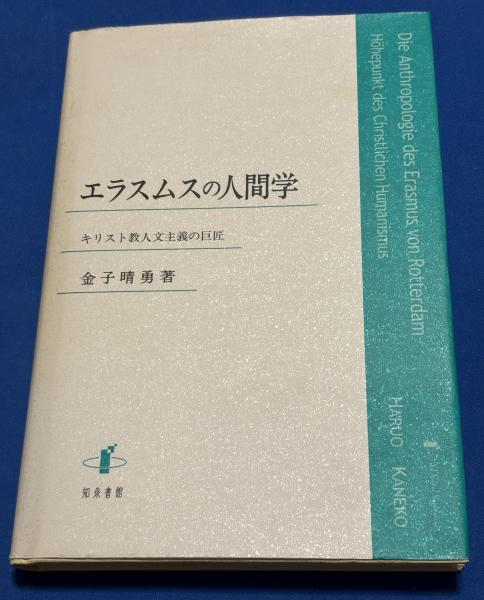 エラスムスの人間学
キリスト教人文主義の巨匠
金子晴勇著
知泉書館
Die Anthropologie des Erasmus von Rotterdam
Höhepunkt des Christlichen Humanismus
HARUO KANEKO